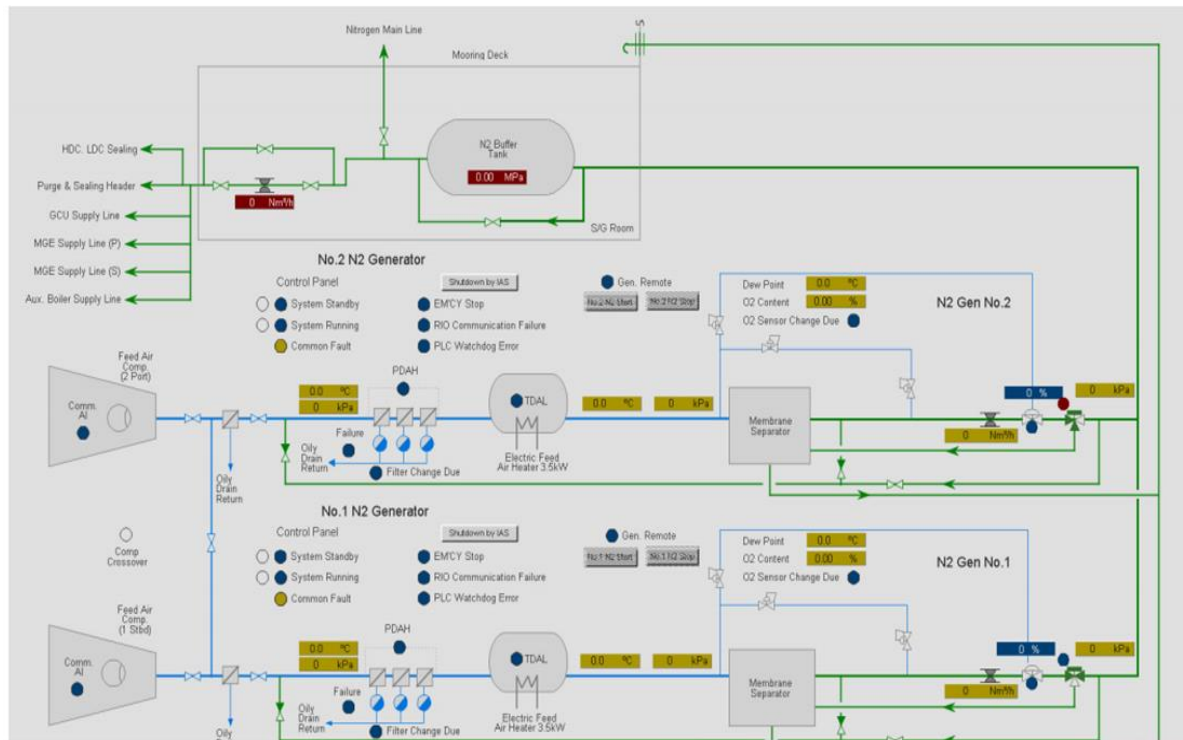 S
Nitrogen Main Line
Mooring Deck
HDC. LDC Sealing
N2 Buffer
Tank
0.00 MPa
Purge & Sealing Header
0 Nm³/h
GCU Supply Line
S/G Room
MGE Supply Line (P)
MGE Supply Line (S)
Aux. Boiler Supply Line
No.2 N2 Generator
Control Panel
Shutdown by IAS
System Standby
EM'CY Stop
System Running
RIO Communication Failure
Common Fault
PLC Watchdog Error
Gen. Remote
No.2 N2 Start
No.2 N2 Stop
Dew Point 0.0 °C
O2 Content 0.00 %
O2 Sensor Change Due
N2 Gen No.2
Feed Air
Comp.
(2 Port)
Comm.
Al
PDAH
0.0 °C
0 kPa
TDAL
0.0 °C
0 kPa
Membrane
Separator
0 %
0 kPa
0 Nm³/h
Failure
Oily
Drain
Return
Filter Change Due
Electric Feed
Air Heater 3.5kW
Oily
Drain
Return
Comp
Crossover
No.1 N2 Generator
Control Panel
Shutdown by IAS
System Standby
EM'CY Stop
System Running
RIO Communication Failure
Common Fault
PLC Watchdog Error
Gen. Remote
No.1 N2 Start
No.1 N2 Stop
Dew Point 0.0 °C
O2 Content 0.00 %
O2 Sensor Change Due
N2 Gen No.1
Feed Air
Comp.
(1 Stbd)
Comm.
Al
PDAH
0.0 °C
0 kPa
TDAL
0.0 °C
0 kPa
Membrane
Separator
0 %
0 kPa
0 Nm³/h
Failure
Oily
Drain
Return
Filter Change Due
Electric Feed
Air Heater 3.5kW
Oily